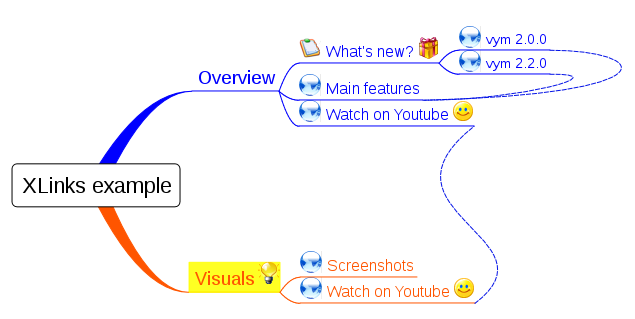 What's new?
vym 2.0.0
vym 2.2.0
Overview
Main features
Watch on Youtube
XLinks example
Visuals
Screenshots
Watch on Youtube